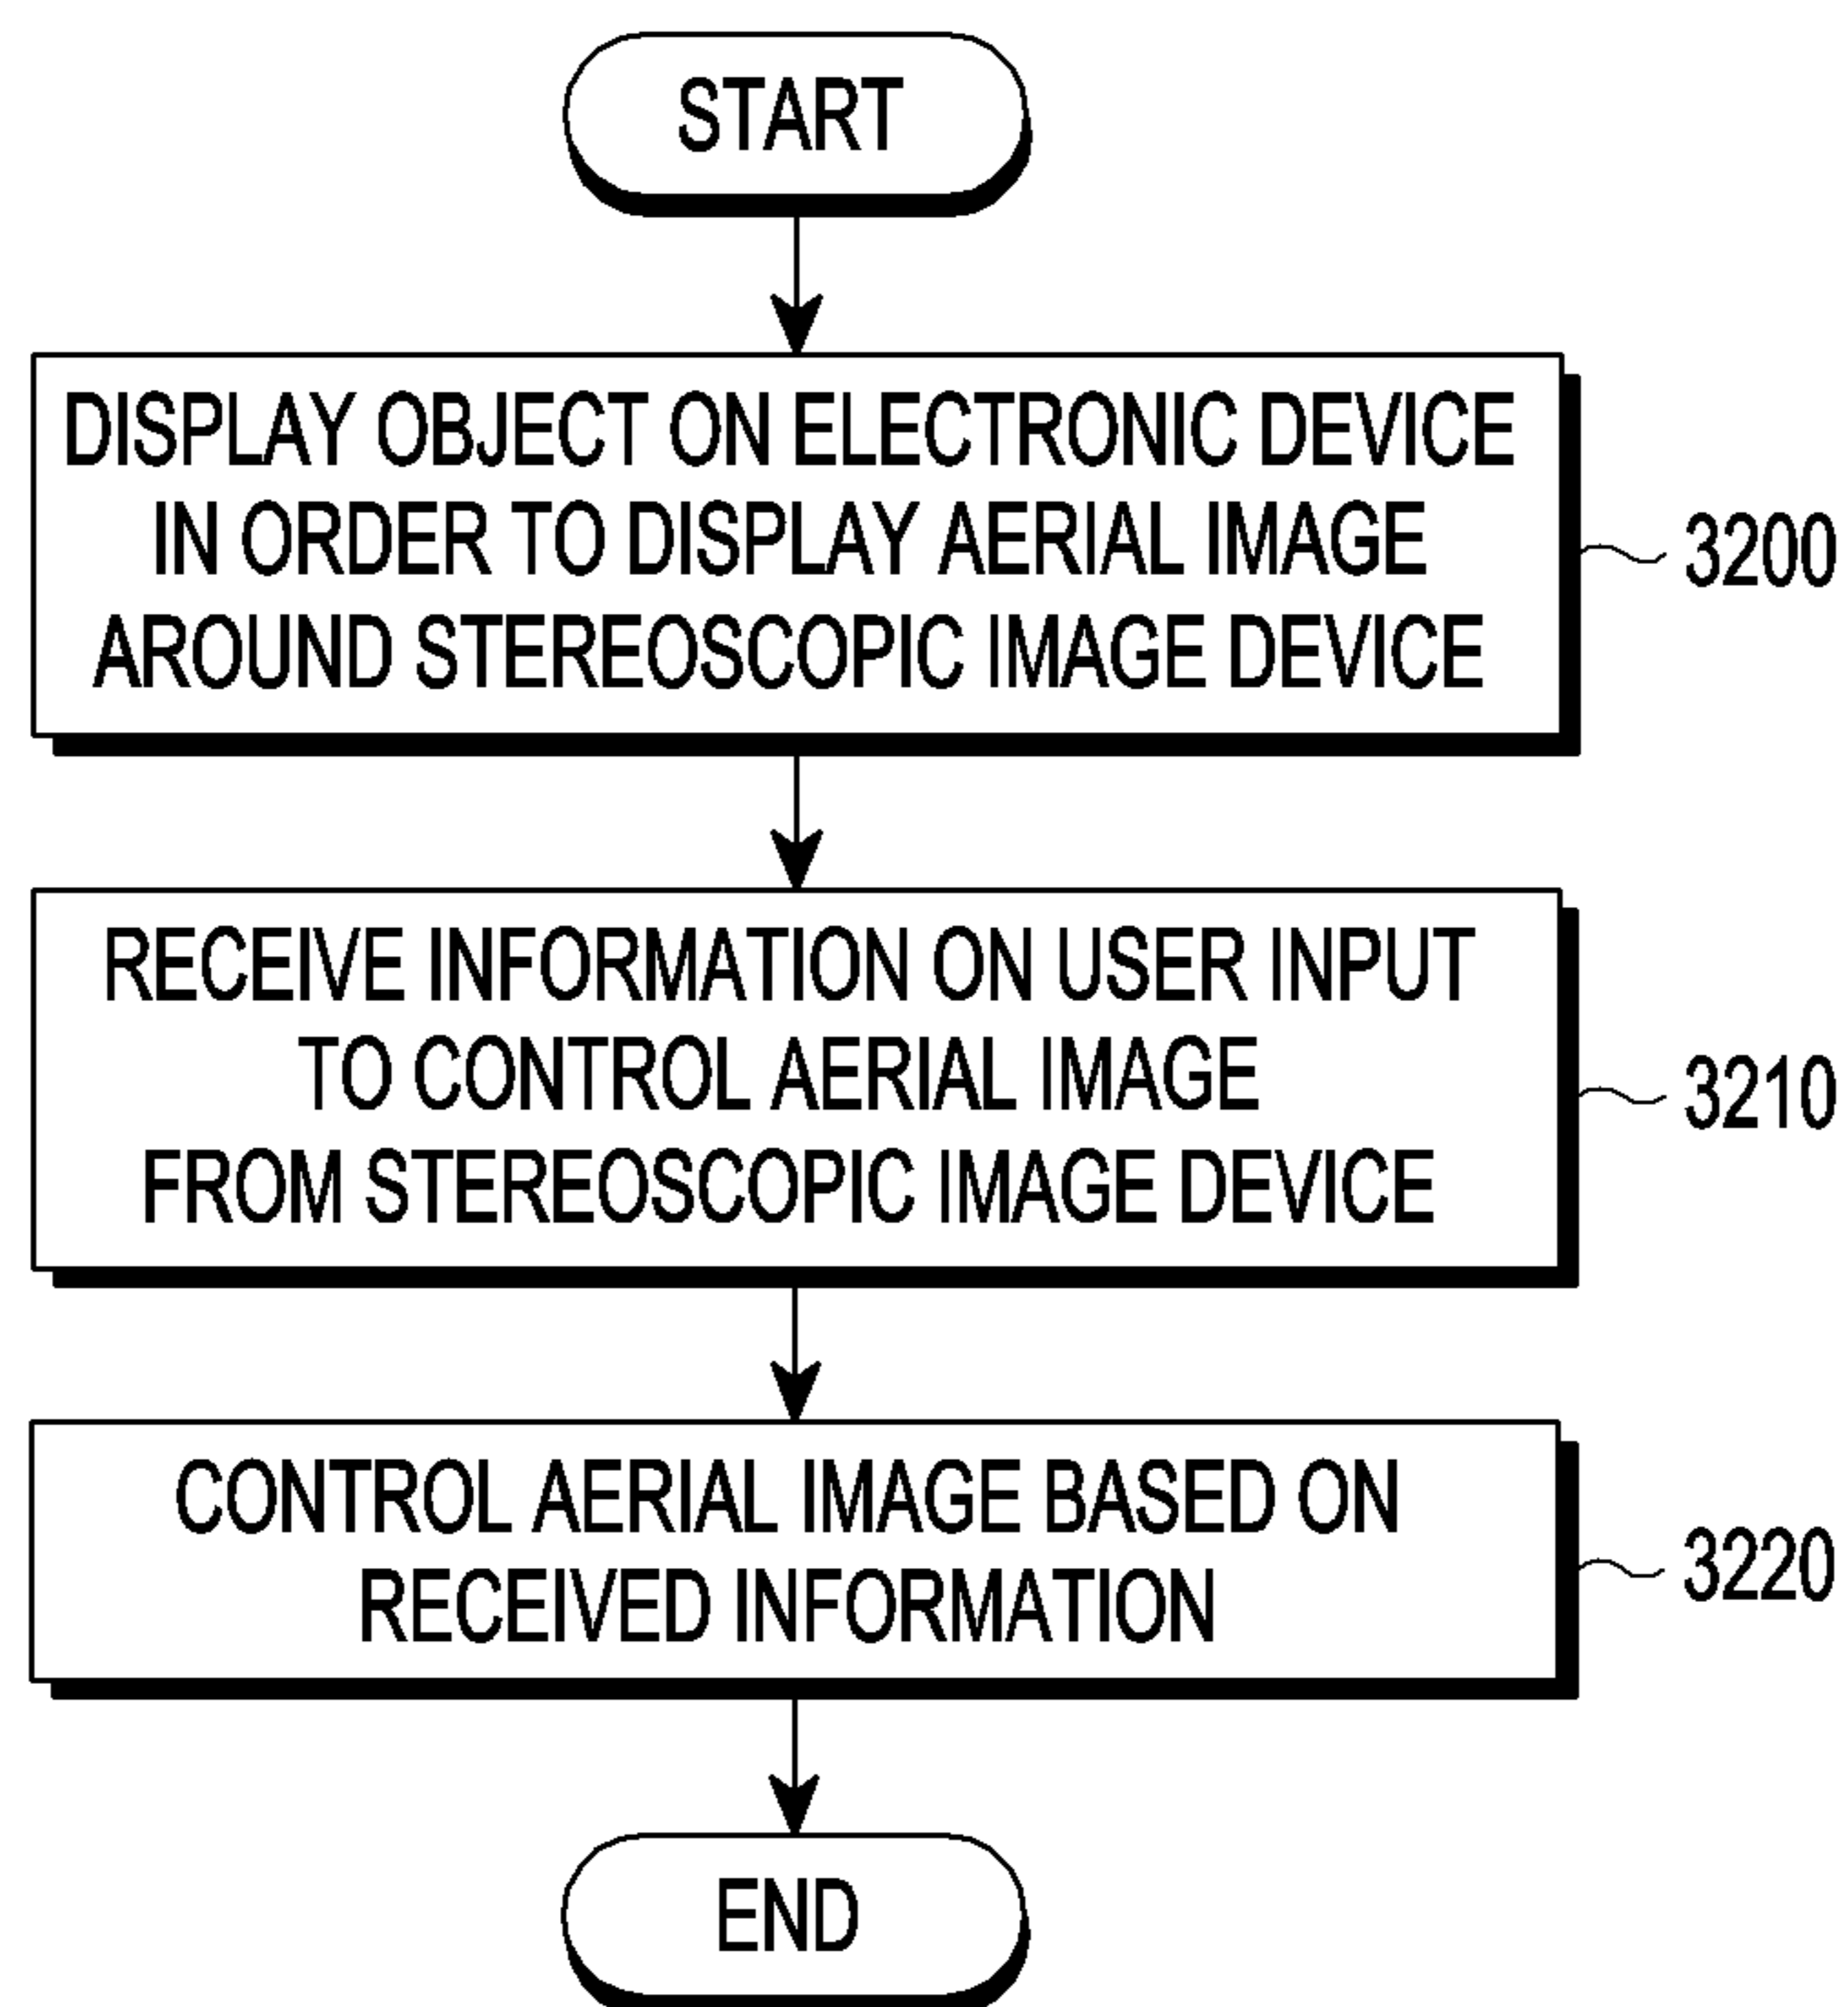 START
DISPLAY OBJECT ON ELECTRONIC DEVICE
IN ORDER TO DISPLAY AERIAL IMAGE
AROUND STEREOSCOPIC IMAGE DEVICE
3200
RECEIVE INFORMATION ON USER INPUT
TO CONTROL AERIAL IMAGE
FROM STEREOSCOPIC IMAGE DEVICE
3210
CONTROL AERIAL IMAGE BASED ON
RECEIVED INFORMATION
3220
END